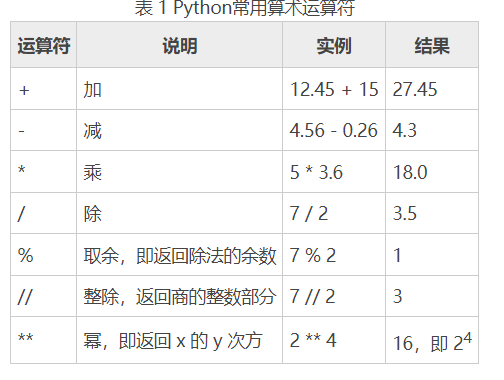 表 1 Python常用算术运算符
运算符 说明 实例 结果
+ 加 12.45 + 15 27.45
- 减 4.56 - 0.26 4.3
* 乘 5 * 3.6 18.0
/ 除 7 / 2 3.5
% 取余，即返回除法的余数 7 % 2 1
// 整除，返回商的整数部分 7 // 2 3
** 幂，即返回 x 的 y 次方 2 ** 4 16，即 2⁴